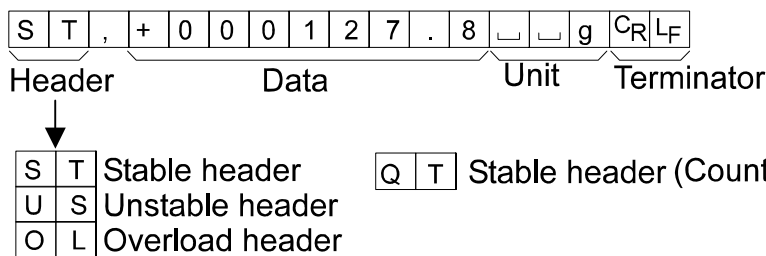 S T , + 0 0 0 1 2 7 . 8 ⎵ ⎵ g CR LF
Header Data Unit Terminator
S T Stable header Q T Stable header (Count
U S Unstable header
O L Overload header